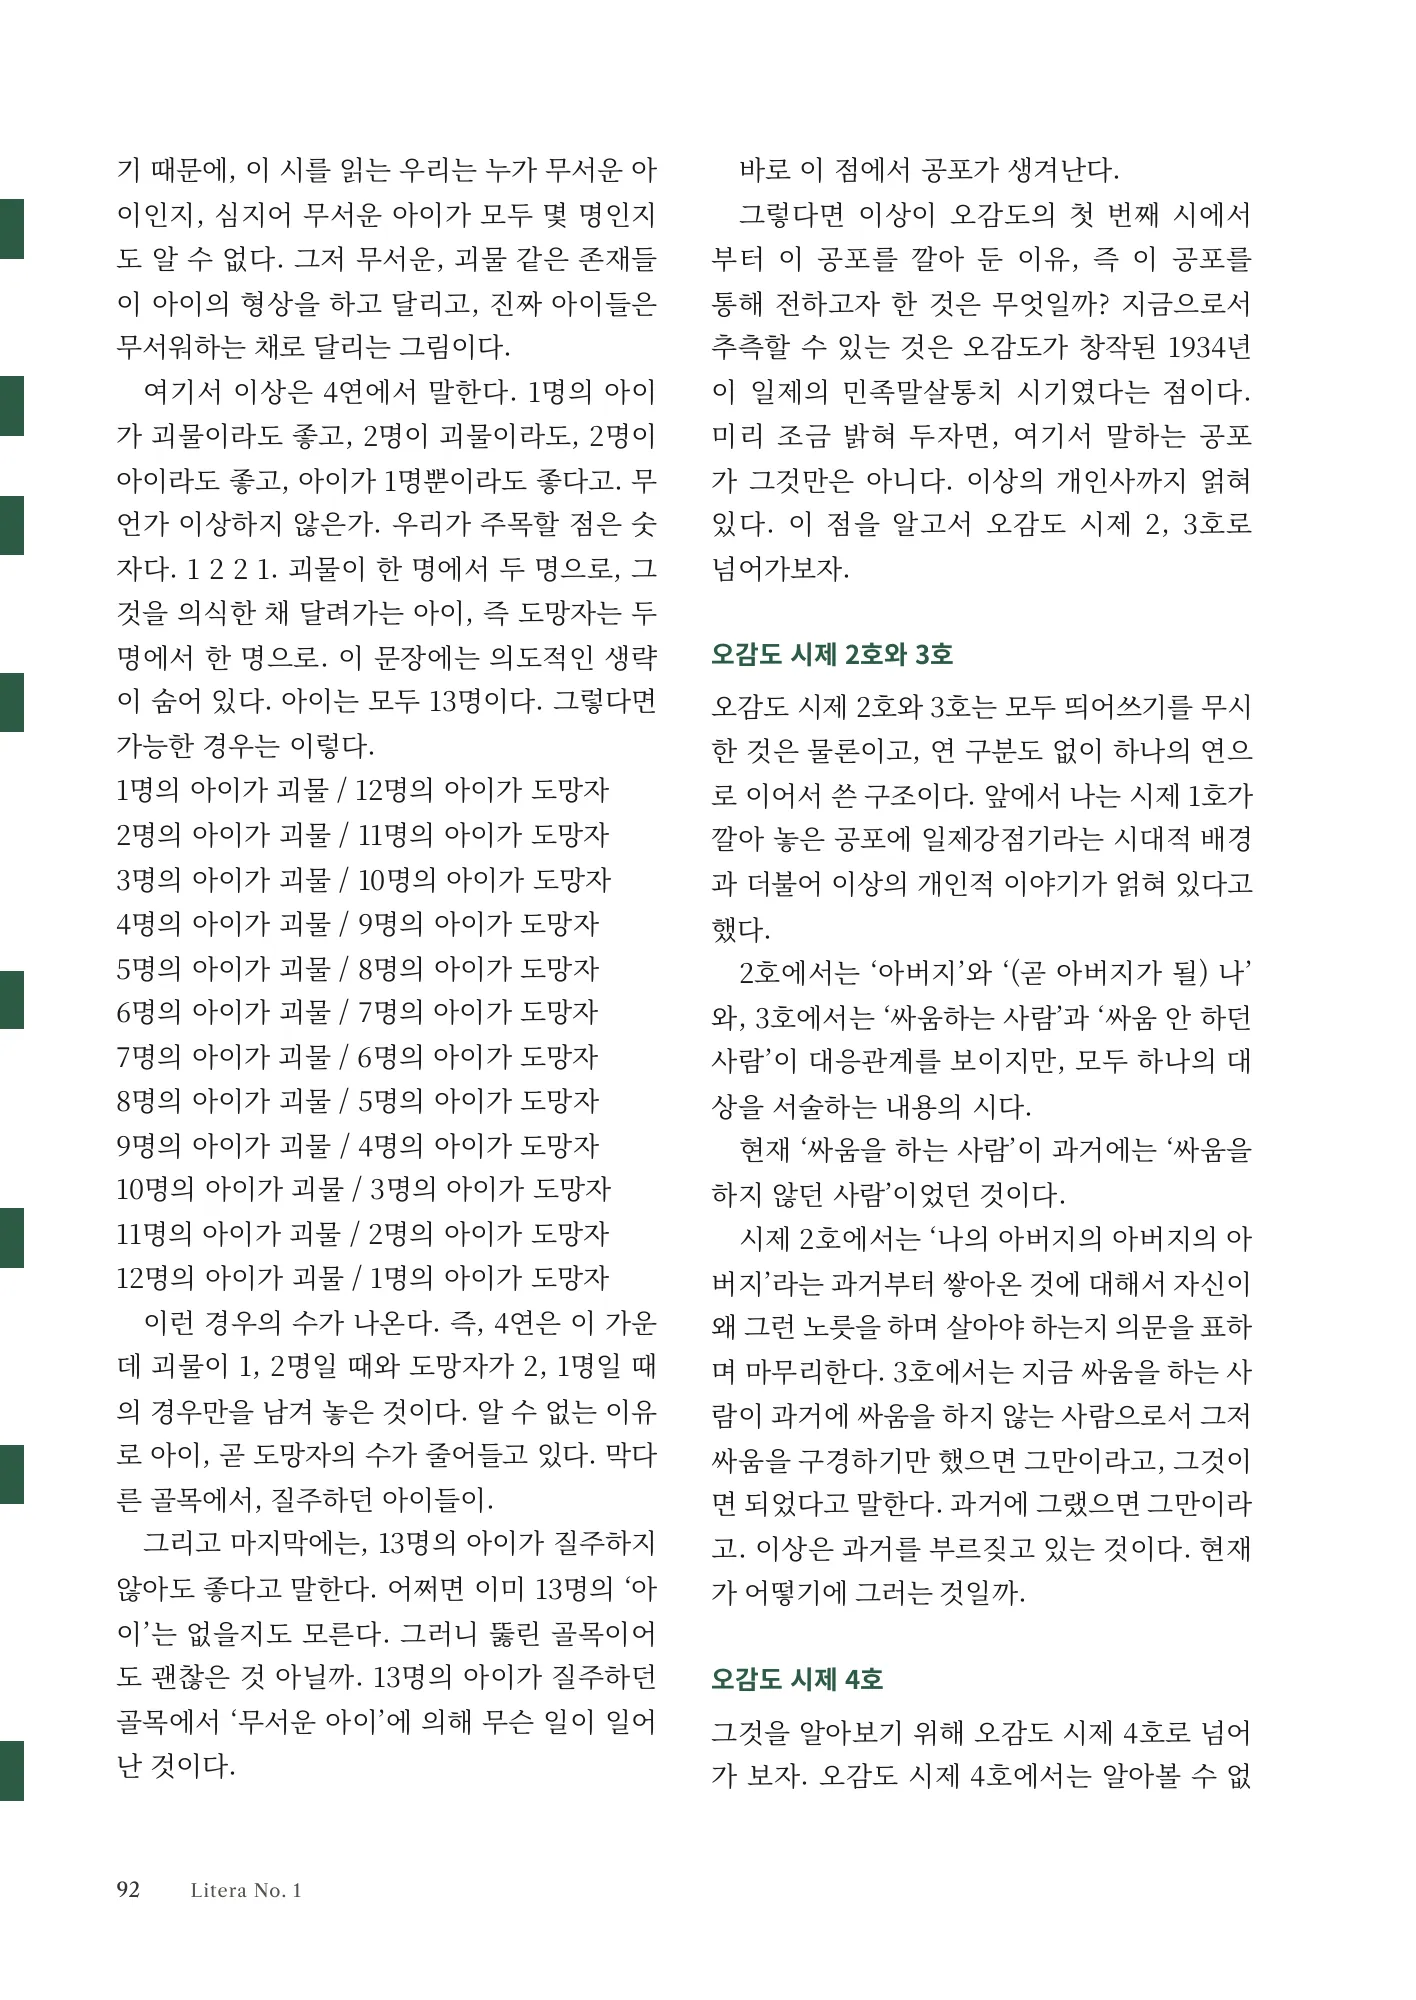 기 때문에, 이 시를 읽는 우리는 누가 무서운 아
이인지, 심지어 무서운 아이가 모두 몇 명인지
도 알 수 없다. 그저 무서운, 괴물 같은 존재들
이 아이의 형상을 하고 달리고, 진짜 아이들은
무서워하는 채로 달리는 그림이다.
여기서 이상은 4연에서 말한다. 1명의 아이
가 괴물이라도 좋고, 2명이 괴물이라도, 2명이
아이라도 좋고, 아이가 1명뿐이라도 좋다고. 무
언가 이상하지 않은가. 우리가 주목할 점은 숫
자다. 1 2 2 1. 괴물이 한 명에서 두 명으로, 그
것을 의식한 채 달려가는 아이, 즉 도망자는 두
명에서 한 명으로. 이 문장에는 의도적인 생략
이 숨어 있다. 아이는 모두 13명이다. 그렇다면
가능한 경우는 이렇다.
1명의 아이가 괴물 / 12명의 아이가 도망자
2명의 아이가 괴물 / 11명의 아이가 도망자
3명의 아이가 괴물 / 10명의 아이가 도망자
4명의 아이가 괴물 / 9명의 아이가 도망자
5명의 아이가 괴물 / 8명의 아이가 도망자
6명의 아이가 괴물 / 7명의 아이가 도망자
7명의 아이가 괴물 / 6명의 아이가 도망자
8명의 아이가 괴물 / 5명의 아이가 도망자
9명의 아이가 괴물 / 4명의 아이가 도망자
10명의 아이가 괴물 / 3명의 아이가 도망자
11명의 아이가 괴물 / 2명의 아이가 도망자
12명의 아이가 괴물 / 1명의 아이가 도망자
이런 경우의 수가 나온다. 즉, 4연은 이 가운
데 괴물이 1, 2명일 때와 도망자가 2, 1명일 때
의 경우만을 남겨 놓은 것이다. 알 수 없는 이유
로 아이, 곧 도망자의 수가 줄어들고 있다. 막다
른 골목에서, 질주하던 아이들이.
그리고 마지막에는, 13명의 아이가 질주하지
않아도 좋다고 말한다. 어쩌면 이미 13명의 ‘아
이’는 없을지도 모른다. 그러니 뚫린 골목이어
도 괜찮은 것 아닐까. 13명의 아이가 질주하던
골목에서 ‘무서운 아이’에 의해 무슨 일이 일어
난 것이다.
바로 이 점에서 공포가 생겨난다.
그렇다면 이상이 오감도의 첫 번째 시에서
부터 이 공포를 깔아 둔 이유, 즉 이 공포를
통해 전하고자 한 것은 무엇일까? 지금으로서
추측할 수 있는 것은 오감도가 창작된 1934년
이 일제의 민족말살통치 시기였다는 점이다.
미리 조금 밝혀 두자면, 여기서 말하는 공포
가 그것만은 아니다. 이상의 개인사까지 얽혀
있다. 이 점을 알고서 오감도 시제 2, 3호로
넘어가보자.
오감도 시제 2호와 3호
오감도 시제 2호와 3호는 모두 띄어쓰기를 무시
한 것은 물론이고, 연 구분도 없이 하나의 연으
로 이어서 쓴 구조이다. 앞에서 나는 시제 1호가
깔아 놓은 공포에 일제강점기라는 시대적 배경
과 더불어 이상의 개인적 이야기가 얽혀 있다고
했다.
2호에서는 ‘아버지’와 ‘(곧 아버지가 될) 나’
와, 3호에서는 ‘싸움하는 사람’과 ‘싸움 안 하던
사람’이 대응관계를 보이지만, 모두 하나의 대
상을 서술하는 내용의 시다.
현재 ‘싸움을 하는 사람’이 과거에는 ‘싸움을
하지 않던 사람’이었던 것이다.
시제 2호에서는 ‘나의 아버지의 아버지의 아
버지’라는 과거부터 쌓아온 것에 대해서 자신이
왜 그런 노릇을 하며 살아야 하는지 의문을 표하
며 마무리한다. 3호에서는 지금 싸움을 하는 사
람이 과거에 싸움을 하지 않는 사람으로서 그저
싸움을 구경하기만 했으면 그만이라고, 그것이
면 되었다고 말한다. 과거에 그랬으면 그만이라
고. 이상은 과거를 부르짖고 있는 것이다. 현재
가 어떻기에 그러는 것일까.
오감도 시제 4호
그것을 알아보기 위해 오감도 시제 4호로 넘어
가 보자. 오감도 시제 4호에서는 알아볼 수 없
92 Litera No. 1